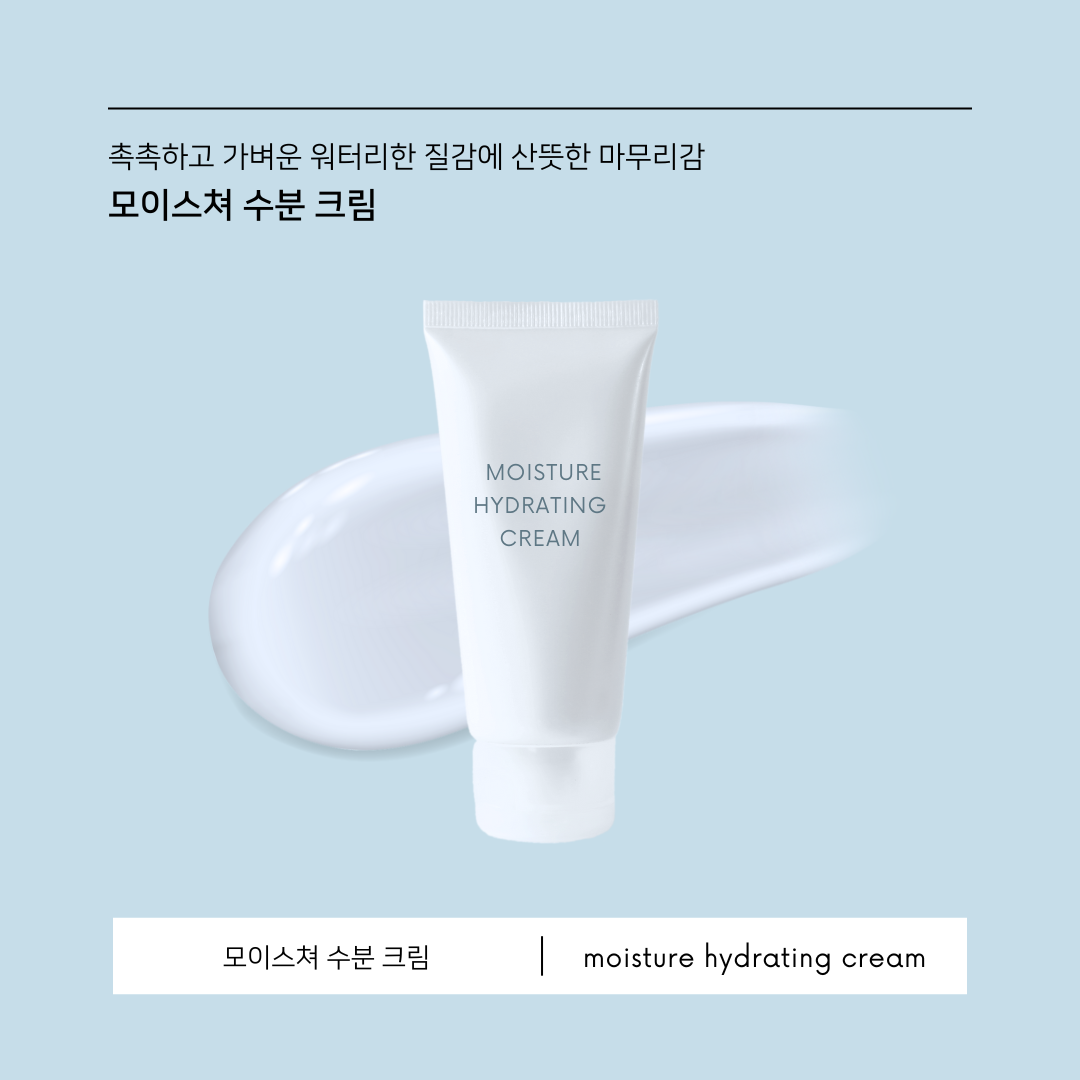 촉촉하고 가벼운 워터리한 질감에 산뜻한 마무리감
모이스쳐 수분 크림
MOISTURE
HYDRATING
CREAM
모이스쳐 수분 크림 | moisture hydrating cream